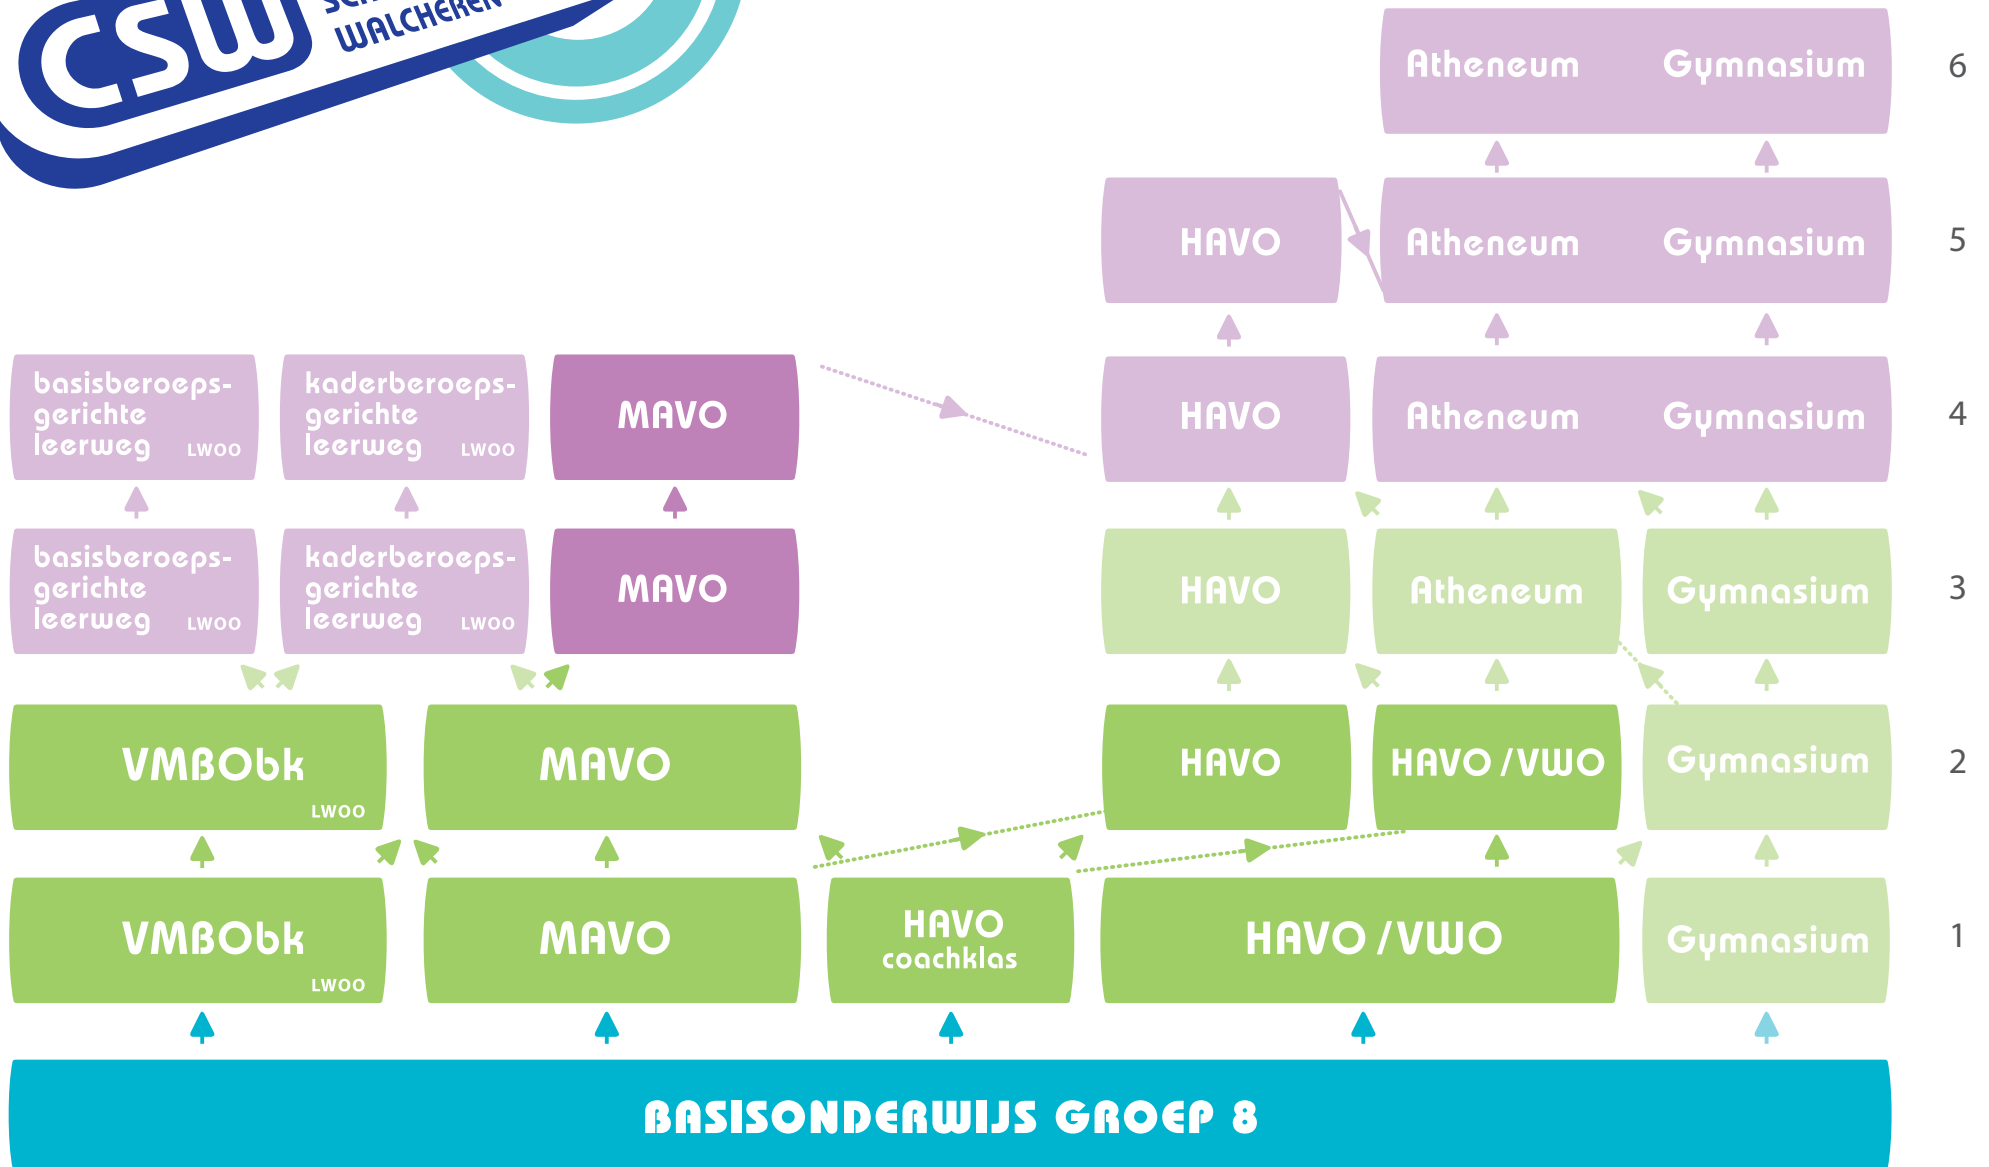 CSW
WALCHEREN
Atheneum Gymnasium 6
HAVO Atheneum Gymnasium 5
basisberoeps-
gerichte
leerweg LWOO
kaderberoeps-
gerichte
leerweg LWOO
MAVO
HAVO Atheneum Gymnasium 4
basisberoeps-
gerichte
leerweg LWOO
kaderberoeps-
gerichte
leerweg LWOO
MAVO
HAVO Atheneum Gymnasium 3
VMBObk
LWOO
MAVO
HAVO HAVO / VWO Gymnasium 2
VMBObk
LWOO
MAVO
HAVO
coachklas
HAVO / VWO Gymnasium 1
BASISONDERWIJS GROEP 8